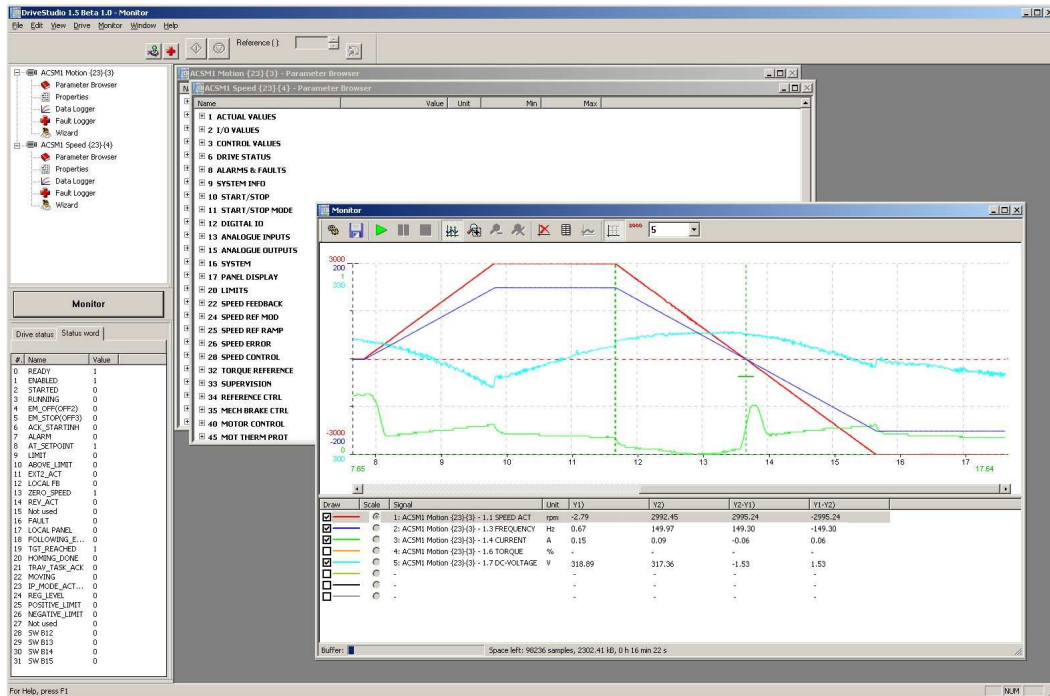 DriveStudio 1.5 Beta 1.0 - Monitor
File Edit View Drive Monitor Window Help
Reference ( ):
ACSM1 Motion {23}{3}
Parameter Browser
Properties
Data Logger
Fault Logger
Wizard
ACSM1 Speed {23}{4}
Parameter Browser
Properties
Data Logger
Fault Logger
Wizard
Monitor
Drive status Status word
#. Name Value
0 READY 1
1 ENABLED 1
2 STARTED 0
3 RUNNING 0
4 EM_OFF(OFF2) 0
5 EM_STOP(OFF3) 0
6 ACK_STARTINH 0
7 ALARM 0
8 AT_SETPOINT 1
9 LIMIT 0
10 ABOVE_LIMIT 0
11 EXT2_ACT 0
12 LOCAL FB 0
13 ZERO_SPEED 1
14 REV_ACT 0
15 Not used 0
16 FAULT 0
17 LOCAL PANEL 0
18 FOLLOWING_E... 0
19 TGT_REACHED 1
20 HOMING_DONE 0
21 TRAV_TASK_ACK 0
22 MOVING 0
23 IP_MODE_ACT... 0
24 REG_LEVEL 0
25 POSITIVE_LIMIT 0
26 NEGATIVE_LIMIT 0
27 Not used 0
28 SW B12 0
29 SW B13 0
30 SW B14 0
31 SW B15 0
ACSM1 Motion {23}{3} - Parameter Browser
N
ACSM1 Speed {23}{4} - Parameter Browser
Name Value Unit Min Max
1 ACTUAL VALUES
2 I/O VALUES
3 CONTROL VALUES
6 DRIVE STATUS
8 ALARMS & FAULTS
9 SYSTEM INFO
10 START/STOP
11 START/STOP MODE
12 DIGITAL IO
13 ANALOGUE INPUTS
15 ANALOGUE OUTPUTS
16 SYSTEM
17 PANEL DISPLAY
20 LIMITS
22 SPEED FEEDBACK
24 SPEED REF MOD
25 SPEED REF RAMP
26 SPEED ERROR
28 SPEED CONTROL
32 TORQUE REFERENCE
33 SUPERVISION
34 REFERENCE CTRL
35 MECH BRAKE CTRL
40 MOTOR CONTROL
45 MOT THERM PROT
Monitor
5
3000
200
1
330
-3000
-200
0
300
7.65 8 9 10 11 12 13 14 15 16 17 17.64
Draw Scale Signal Unit Y1) Y2) Y2-Y1) Y1-Y2)
1: ACSM1 Motion {23}{3} - 1.1 SPEED ACT rpm -2.79 2992.45 2995.24 -2995.24
2: ACSM1 Motion {23}{3} - 1.3 FREQUENCY Hz 0.67 149.97 149.30 -149.30
3: ACSM1 Motion {23}{3} - 1.4 CURRENT A 0.15 0.09 -0.06 0.06
4: ACSM1 Motion {23}{3} - 1.6 TORQUE % - - - -
5: ACSM1 Motion {23}{3} - 1.7 DC-VOLTAGE V 318.89 317.36 -1.53 1.53
- - - -
- - - -
- - - -
Buffer: Space left: 98236 samples, 2302.41 kB, 0 h 16 min 22 s
For Help, press F1 NUM